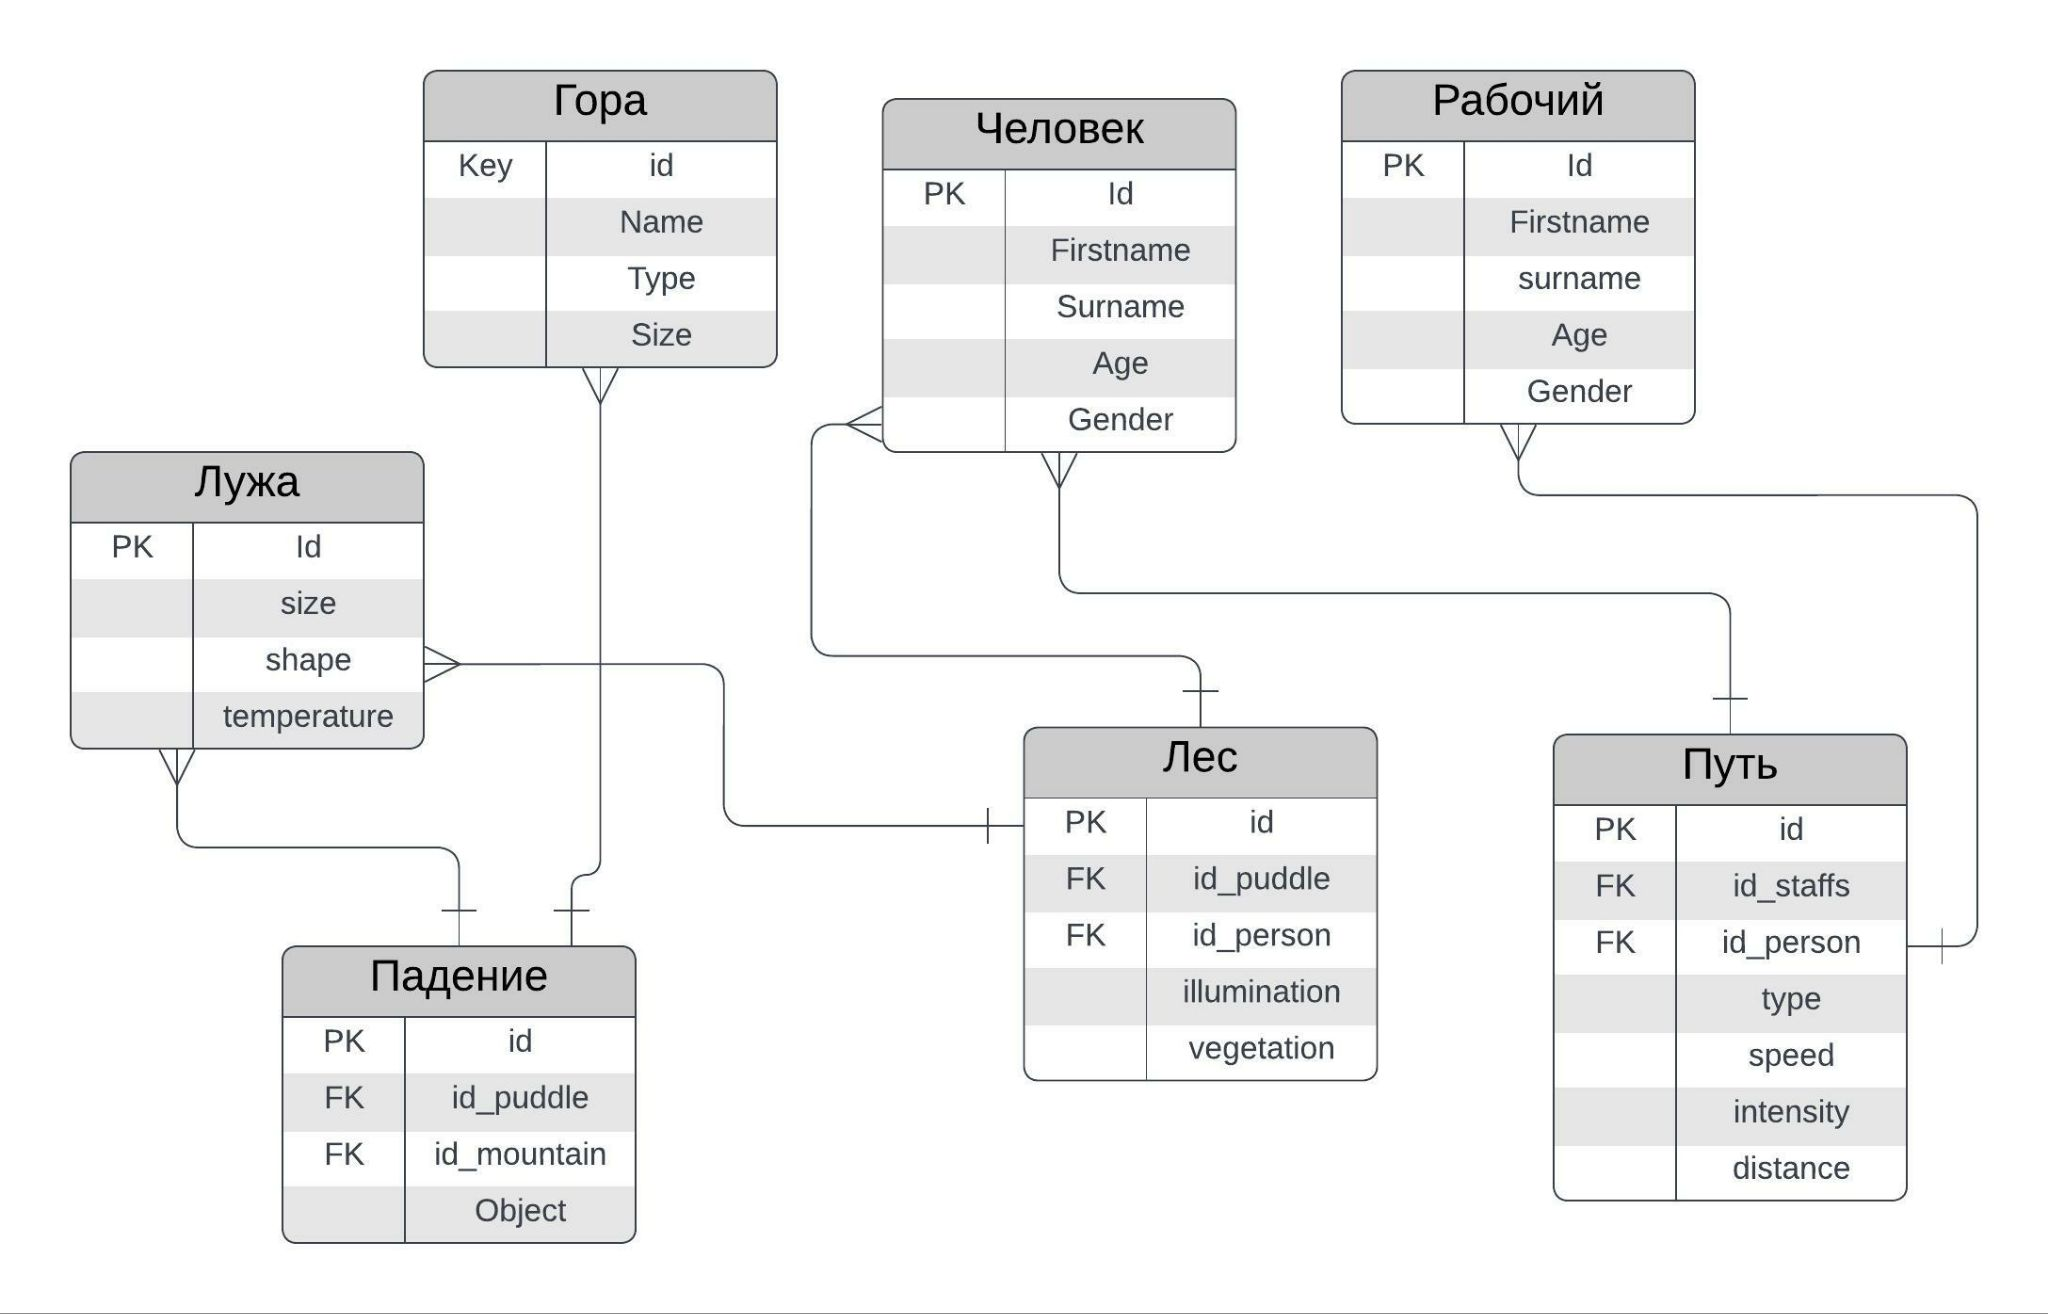 Гора
Key id
Name
Type
Size
Человек
PK Id
Firstname
Surname
Age
Gender
Рабочий
PK Id
Firstname
surname
Age
Gender
Лужа
PK Id
size
shape
temperature
Лес
PK id
FK id_puddle
FK id_person
illumination
vegetation
Путь
PK id
FK id_staffs
FK id_person
type
speed
intensity
distance
Падение
PK id
FK id_puddle
FK id_mountain
Object